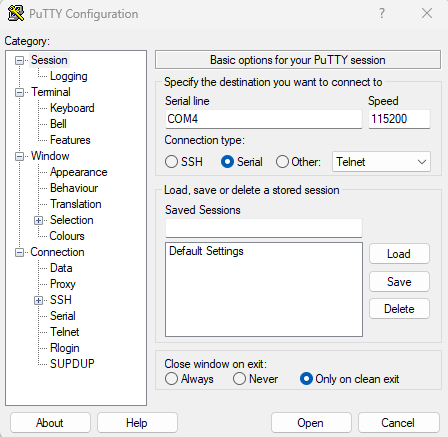 PuTTY Configuration
? ×
Category:
Session
Logging
Terminal
Keyboard
Bell
Features
Window
Appearance
Behaviour
Translation
Selection
Colours
Connection
Data
Proxy
SSH
Serial
Telnet
Rlogin
SUPDUP
Basic options for your PuTTY session
Specify the destination you want to connect to
Serial line Speed
COM4 115200
Connection type:
SSH Serial Other: Telnet
Load, save or delete a stored session
Saved Sessions
Default Settings
Load
Save
Delete
Close window on exit:
Always Never Only on clean exit
About Help Open Cancel